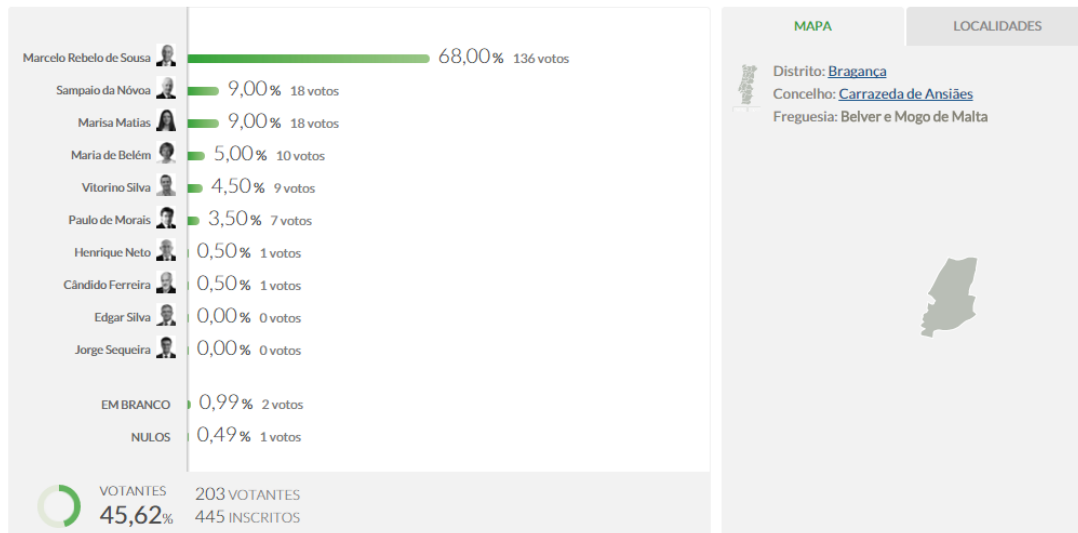 Marcelo Rebelo de Sousa 68,00% 136 votos
Sampaio da Nóvoa 9,00% 18 votos
Marisa Matias 9,00% 18 votos
Maria de Belém 5,00% 10 votos
Vitorino Silva 4,50% 9 votos
Paulo de Morais 3,50% 7 votos
Henrique Neto 0,50% 1 votos
Cândido Ferreira 0,50% 1 votos
Edgar Silva 0,00% 0 votos
Jorge Sequeira 0,00% 0 votos
EM BRANCO 0,99% 2 votos
NULOS 0,49% 1 votos
VOTANTES
45,62%
203 VOTANTES
445 INSCRITOS
MAPA
LOCALIDADES
Distrito: Bragança
Concelho: Carrazeda de Ansiães
Freguesia: Belver e Mogo de Malta